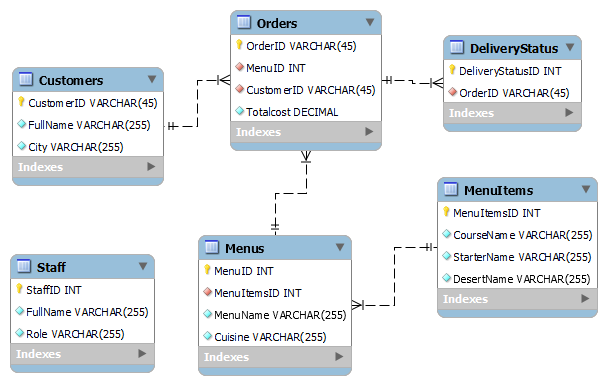 Orders
OrderID VARCHAR(45)
MenuID INT
CustomerID VARCHAR(45)
Totalcost DECIMAL
Indexes
DeliveryStatus
DeliveryStatusID INT
OrderID VARCHAR(45)
Indexes
Customers
CustomerID VARCHAR(45)
FullName VARCHAR(255)
City VARCHAR(255)
Indexes
MenuItems
MenuItemsID INT
CourseName VARCHAR(255)
StarterName VARCHAR(255)
DesertName VARCHAR(255)
Indexes
Menus
MenuID INT
MenuItemsID INT
MenuName VARCHAR(255)
Cuisine VARCHAR(255)
Indexes
Staff
StaffID INT
FullName VARCHAR(255)
Role VARCHAR(255)
Indexes